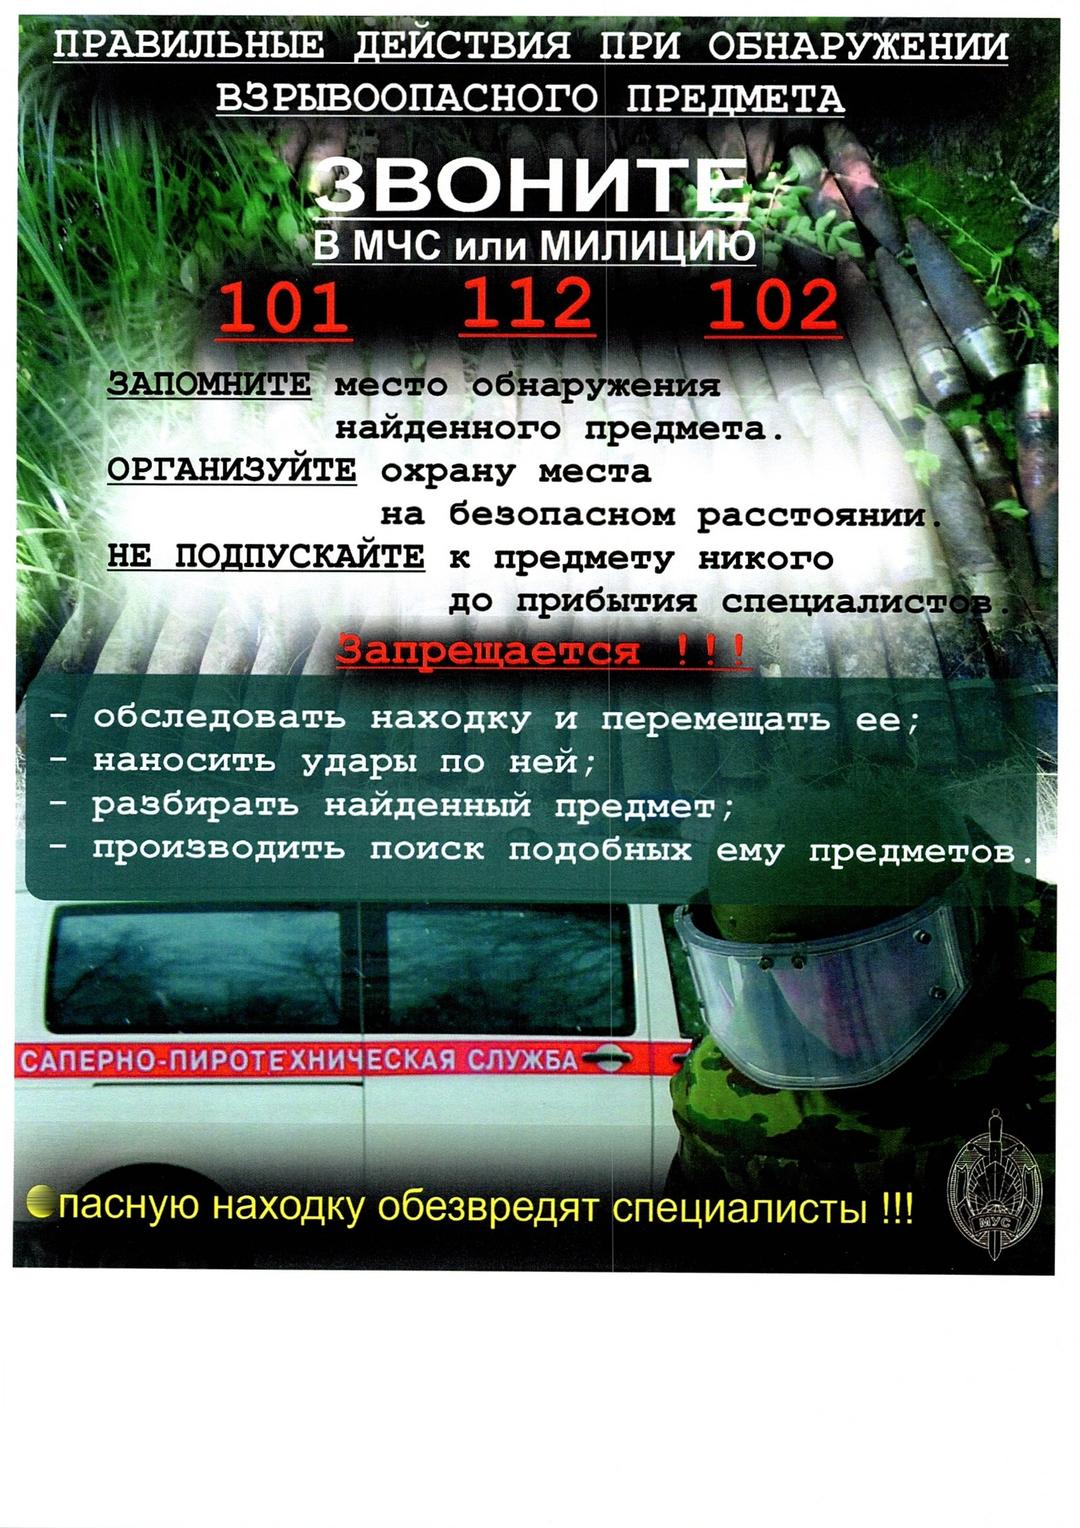 ПРАВИЛЬНЫЕ ДЕЙСТВИЯ ПРИ ОБНАРУЖЕНИИ
ВЗРЫВООПАСНОГО ПРЕДМЕТА
ЗВОНИТЕ
В МЧС или МИЛИЦИЮ
101 112 102
ЗАПОМНИТЕ место обнаружения
найденного предмета.
ОРГАНИЗУЙТЕ охрану места
на безопасном расстоянии.
НЕ ПОДПУСКАЙТЕ к предмету никого
до прибытия специалистов.
Запрещается !!!
- обследовать находку и перемещать ее;
- наносить удары по ней;
- разбирать найденный предмет;
- производить поиск подобных ему предметов.
САПЕРНО-ПИРОТЕХНИЧЕСКАЯ СЛУЖБА
Опасную находку обезвредят специалисты !!!
МУС